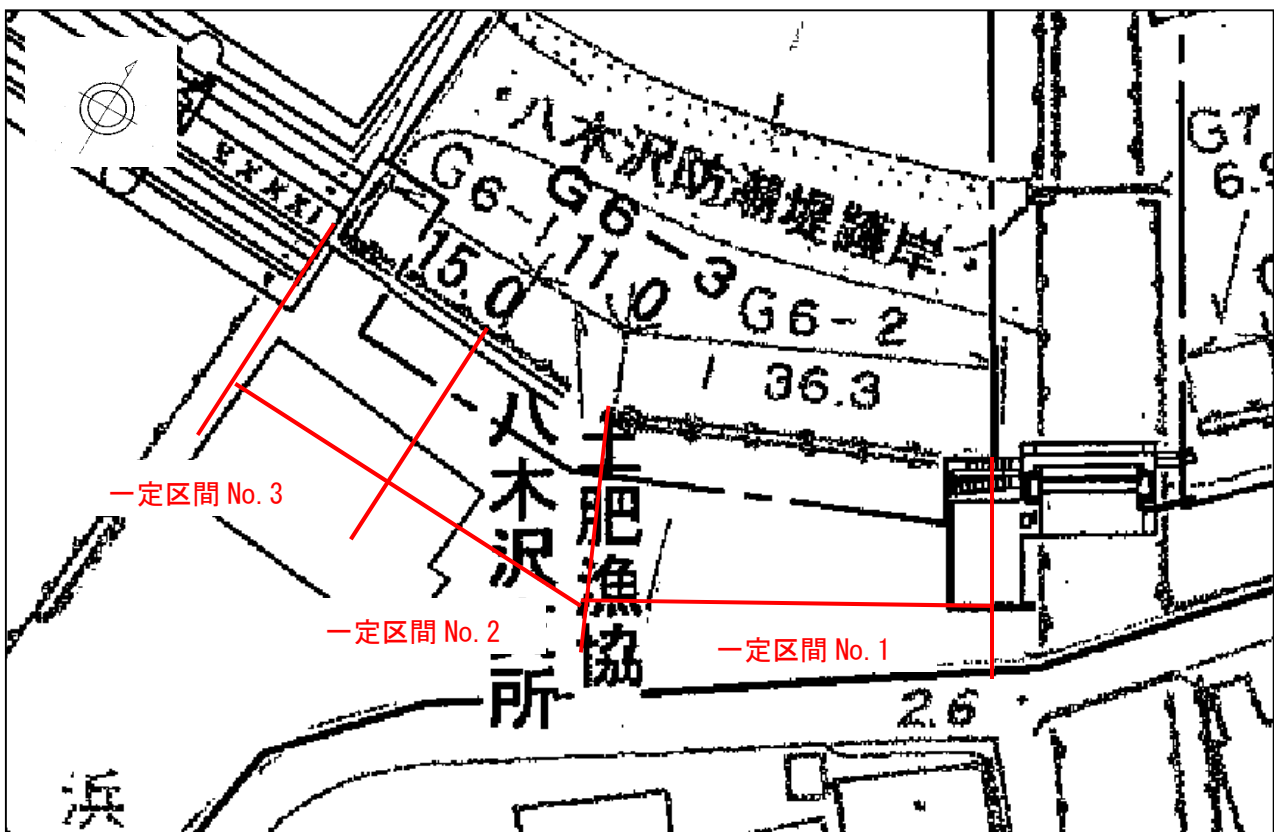 八木沢防潮堤護岸
G6-1
15.0
G6-3
11.0
G6-2
36.3
G7
土肥漁協
八木沢
所
一定区間 No.3
一定区間 No.2
一定区間 No.1
2.6
浜